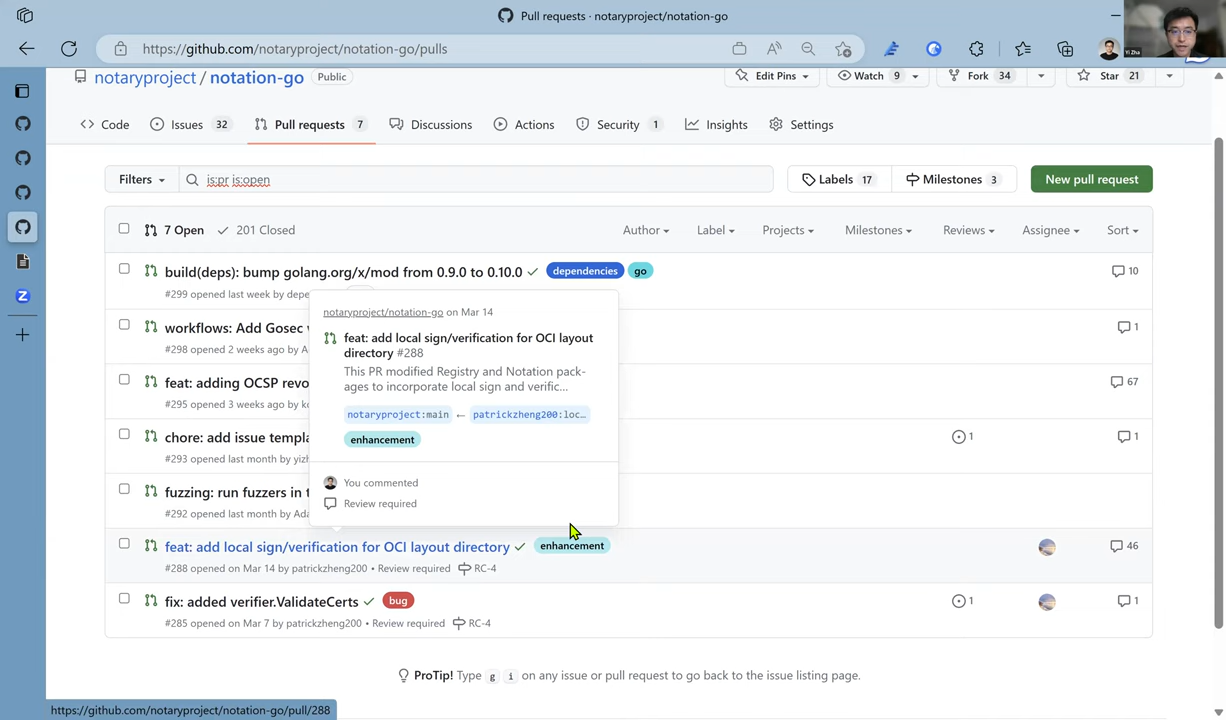 Pull requests · notaryproject/notation-go
https://github.com/notaryproject/notation-go/pulls
Yi Zha
notaryproject / notation-go Public
Edit Pins
Watch 9
Fork 34
Star 21
Code
Issues 32
Pull requests 7
Discussions
Actions
Security 1
Insights
Settings
Filters
is:pr is:open
Labels 17
Milestones 3
New pull request
7 Open
201 Closed
Author
Label
Projects
Milestones
Reviews
Assignee
Sort
build(deps): bump golang.org/x/mod from 0.9.0 to 0.10.0 dependencies go
10
#299 opened last week by
workflows: Add Gosec
1
#298 opened 2 weeks ago by
feat: adding OCSP
67
#295 opened 3 weeks ago by
chore: add issue
1
1
#293 opened last month by
fuzzing: run fuzzers in
#292 opened last month by
notaryproject/notation-go on Mar 14
feat: add local sign/verification for OCI layout
directory #288
This PR modified Registry and Notation pack-
ages to incorporate local sign and verific...
notaryproject:main ← patrickzheng200:loc...
enhancement
You commented
Review required
feat: add local sign/verification for OCI layout directory enhancement
46
#288 opened on Mar 14 by patrickzheng200 • Review required RC-4
fix: added verifier.ValidateCerts bug
1
1
#285 opened on Mar 7 by patrickzheng200 • Review required RC-4
ProTip! Type g i on any issue or pull request to go back to the issue listing page.
https://github.com/notaryproject/notation-go/pull/288